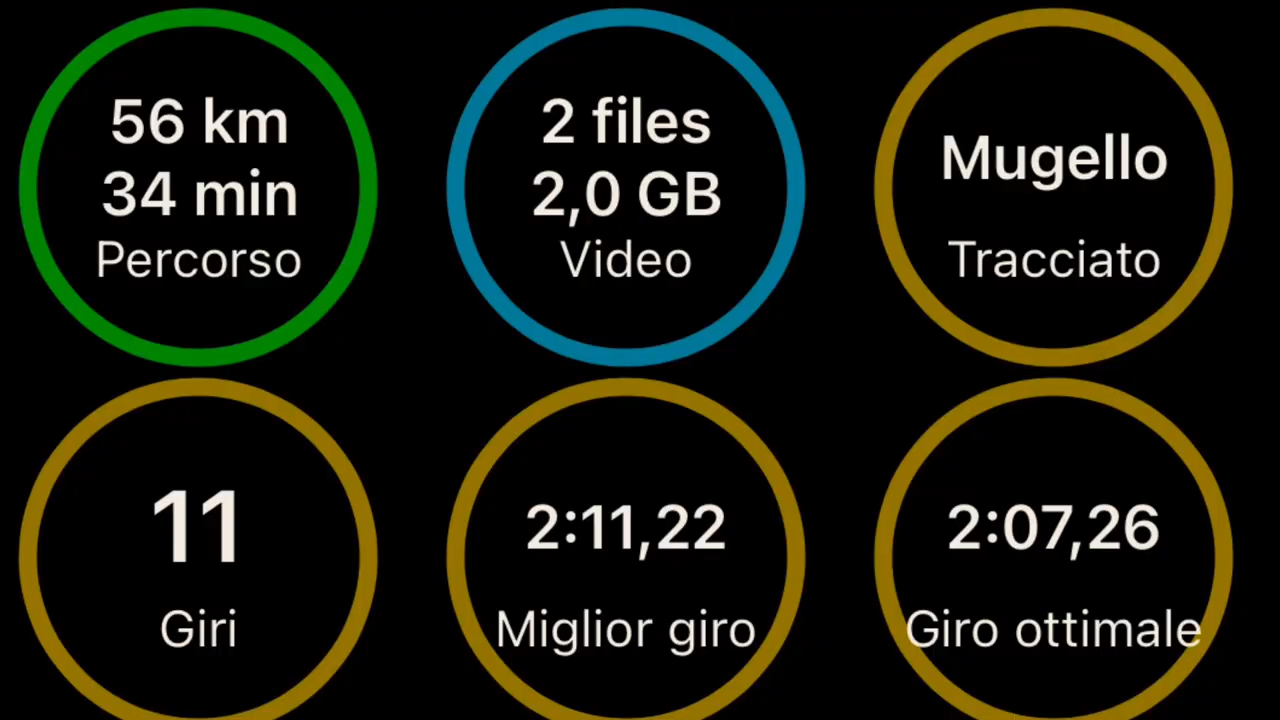 56 km
34 min
Percorso
2 files
2,0 GB
Video
Mugello
Tracciato
11
Giri
2:11,22
Miglior giro
2:07,26
Giro ottimale